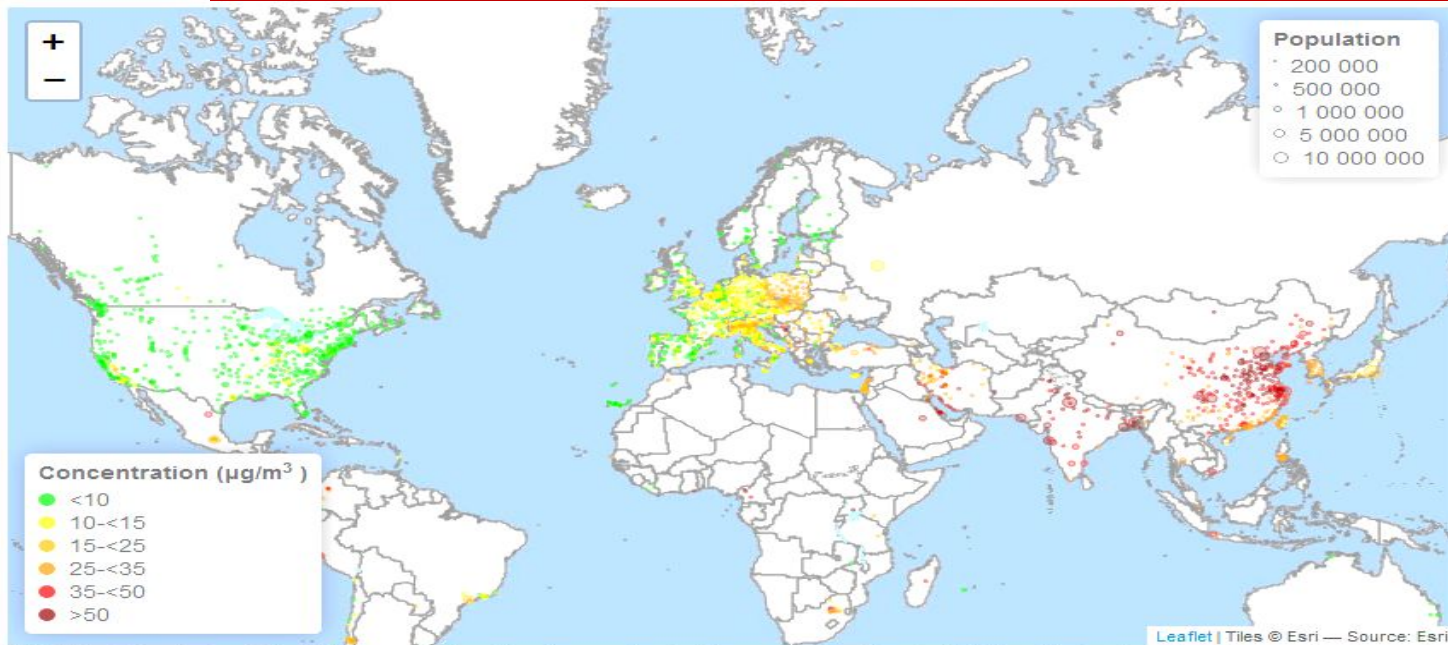 +
−
Population
200 000
500 000
1 000 000
5 000 000
10 000 000
Concentration (µg/m³ )
<10
10-<15
15-<25
25-<35
35-<50
>50
Leaflet | Tiles © Esri — Source: Esri